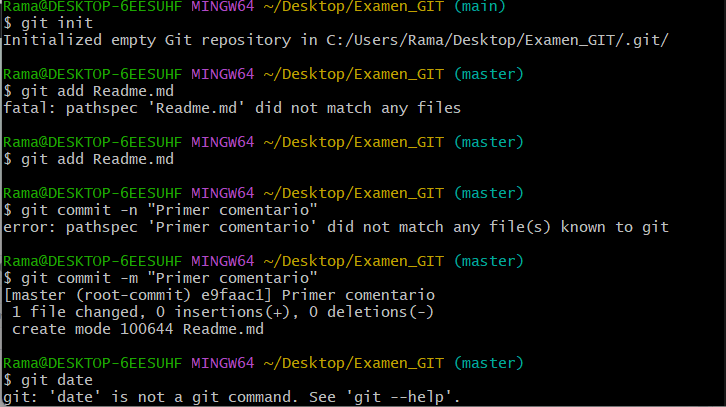 Rama@DESKTOP-6EESUHF MINGW64 ~/Desktop/Examen_GIT (main)
$ git init
Initialized empty Git repository in C:/Users/Rama/Desktop/Examen_GIT/.git/
Rama@DESKTOP-6EESUHF MINGW64 ~/Desktop/Examen_GIT (master)
$ git add Readme.md
fatal: pathspec 'Readme.md' did not match any files
Rama@DESKTOP-6EESUHF MINGW64 ~/Desktop/Examen_GIT (master)
$ git add Readme.md
Rama@DESKTOP-6EESUHF MINGW64 ~/Desktop/Examen_GIT (master)
$ git commit -n "Primer comentario"
error: pathspec 'Primer comentario' did not match any file(s) known to git
Rama@DESKTOP-6EESUHF MINGW64 ~/Desktop/Examen_GIT (master)
$ git commit -m "Primer comentario"
[master (root-commit) e9faac1] Primer comentario
 1 file changed, 0 insertions(+), 0 deletions(-)
 create mode 100644 Readme.md
Rama@DESKTOP-6EESUHF MINGW64 ~/Desktop/Examen_GIT (master)
$ git date
git: 'date' is not a git command. See 'git --help'.